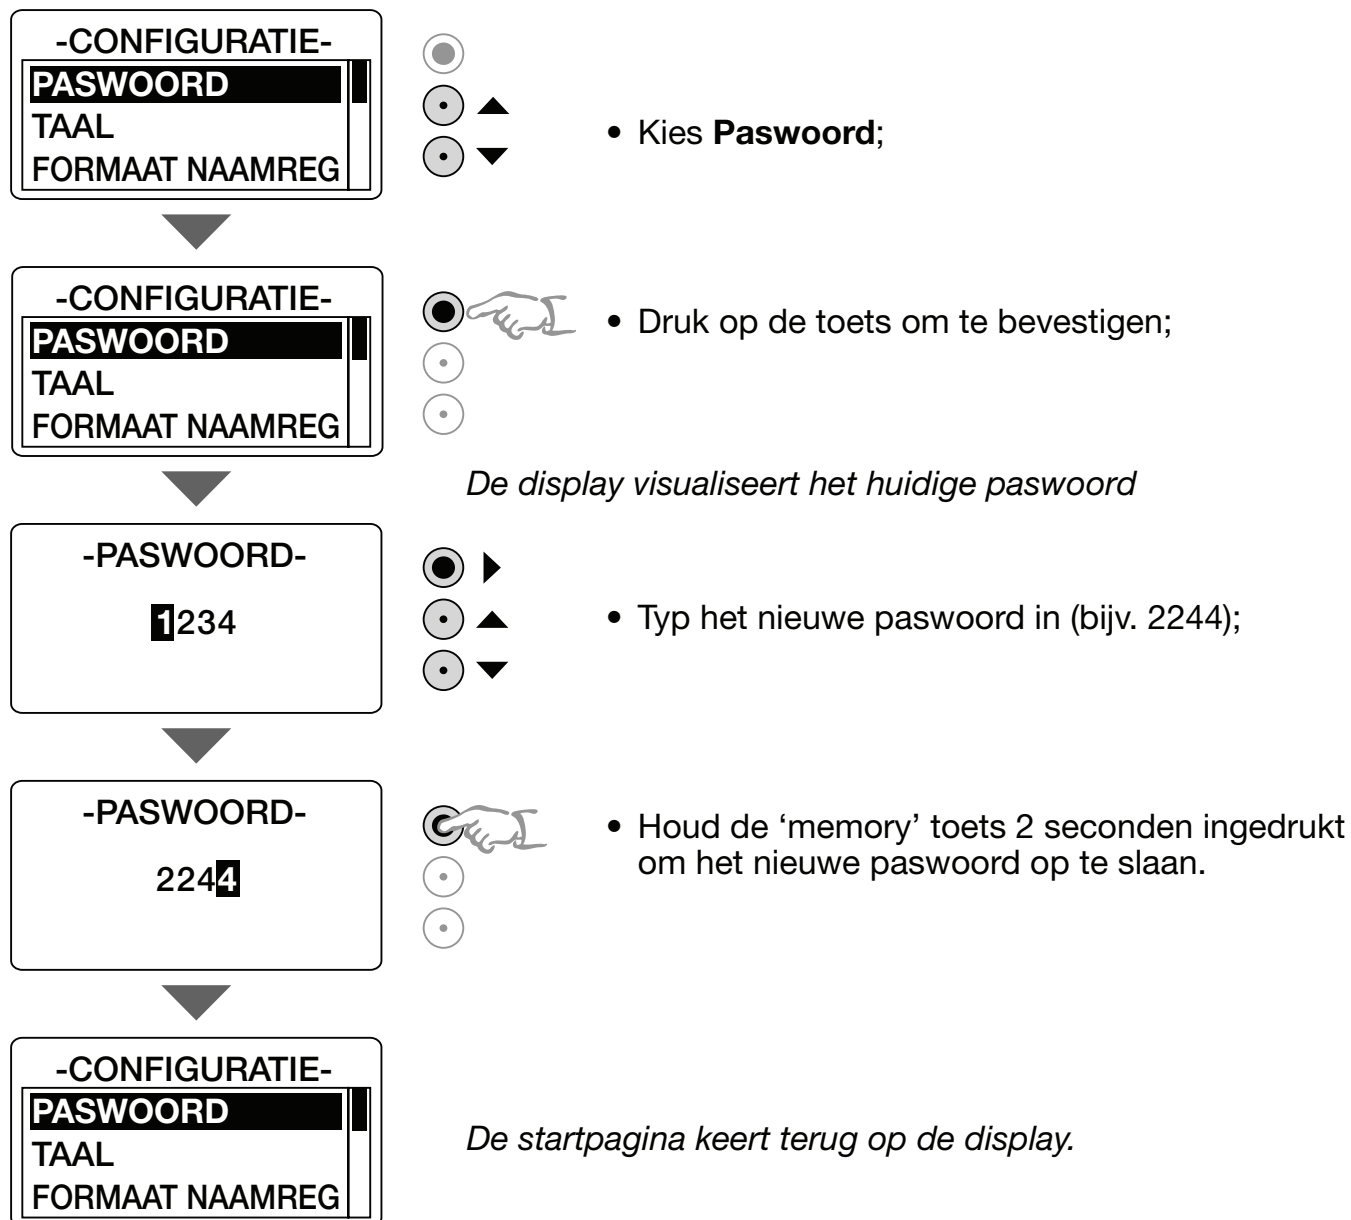 -CONFIGURATIE-
PASWOORD
TAAL
FORMAAT NAAMREG
• Kies Paswoord;
-CONFIGURATIE-
PASWOORD
TAAL
FORMAAT NAAMREG
• Druk op de toets om te bevestigen;
De display visualiseert het huidige paswoord
-PASWOORD-
1234
• Typ het nieuwe paswoord in (bijv. 2244);
-PASWOORD-
2244
• Houd de ‘memory’ toets 2 seconden ingedrukt
om het nieuwe paswoord op te slaan.
-CONFIGURATIE-
PASWOORD
TAAL
FORMAAT NAAMREG
De startpagina keert terug op de display.